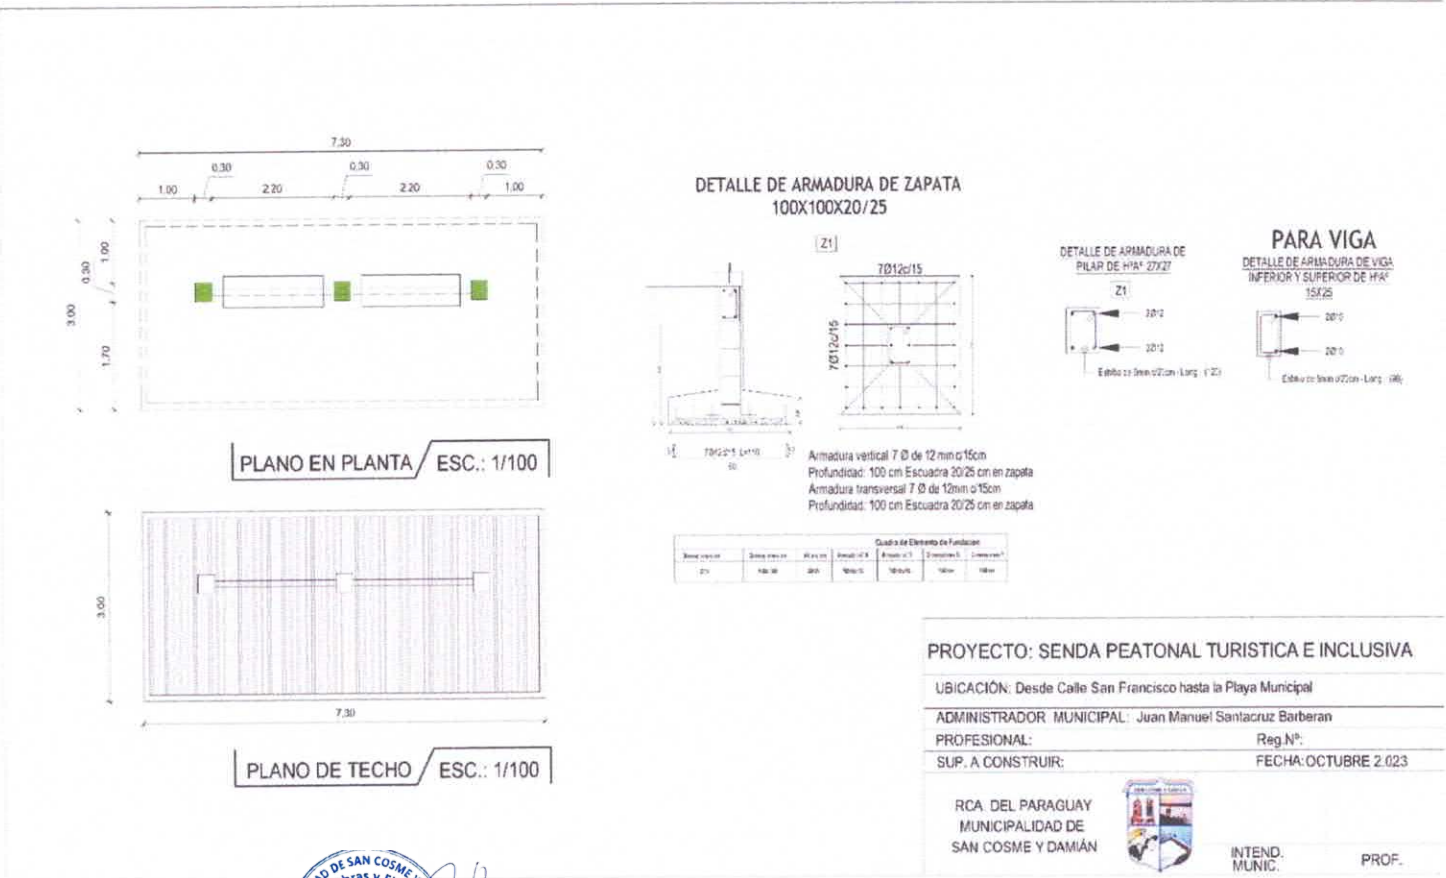 7,30
0,30
0,30
0,30
1.00
2.20
2.20
1,00
3.00
0.30
1.00
1.70
PLANO EN PLANTA / ESC.: 1/100
3.00
7,30
PLANO DE TECHO / ESC.: 1/100
DETALLE DE ARMADURA DE ZAPATA
100X100X20/25
Z1
7Ø12c/15
7Ø12c/15
Armadura vertical 7 Ø de 12 mm c/15cm
Profundidad: 100 cm Escuadra 20/25 cm en zapata
Armadura transversal 7 Ø de 12mm c/15cm
Profundidad: 100 cm Escuadra 20/25 cm en zapata
Cuadro de Elemento de Fundacion
DETALLE DE ARMADURA DE
PILAR DE HºAº 27X27
Z1
2Ø12
2Ø12
PARA VIGA
DETALLE DE ARMADURA DE VIGA
INFERIOR Y SUPERIOR DE HºAº
15X25
PROYECTO: SENDA PEATONAL TURISTICA E INCLUSIVA
UBICACIÓN: Desde Calle San Francisco hasta la Playa Municipal
ADMINISTRADOR MUNICIPAL: Juan Manuel Santacruz Barberan
PROFESIONAL: Reg.Nº:
SUP. A CONSTRUIR: FECHA:OCTUBRE 2.023
RCA. DEL PARAGUAY
MUNICIPALIDAD DE
SAN COSME Y DAMIÁN
INTEND.
MUNIC.
PROF.
DE SAN COSME